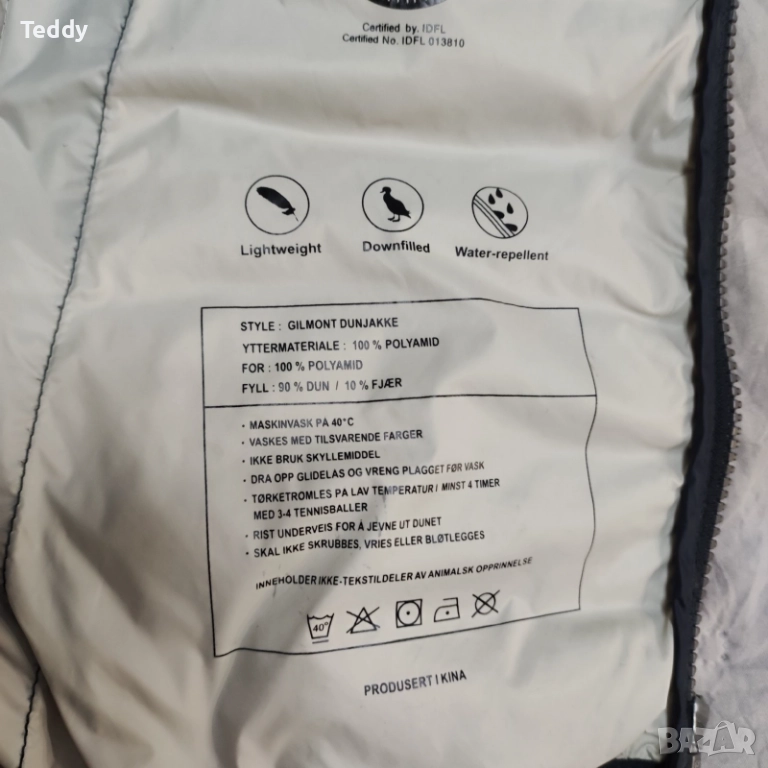 Teddy
Certified by. IDFL
Certified No. IDFL 013810
Lightweight
Downfilled
Water-repellent
STYLE : GILMONT DUNJAKKE
YTTERMATERIALE : 100 % POLYAMID
FOR : 100 % POLYAMID
FYLL : 90 % DUN / 10 % FJÆR
• MASKINVASK PÅ 40°C
• VASKES MED TILSVARENDE FARGER
• IKKE BRUK SKYLLEMIDDEL
• DRA OPP GLIDELAS OG VRENG PLAGGET FØR VASK
• TØRKETROMLES PA LAV TEMPERATUR I MINST 4 TIMER
MED 3-4 TENNISBALLER
• RIST UNDERVEIS FOR Å JEVNE UT DUNET
• SKAL IKKE SKRUBBES, VRIES ELLER BLØTLEGGES
INNEHOLDER IKKE-TEKSTILDELER AV ANIMALSK OPPRINNELSE
40°
PRODUSERT I KINA
BAZAR